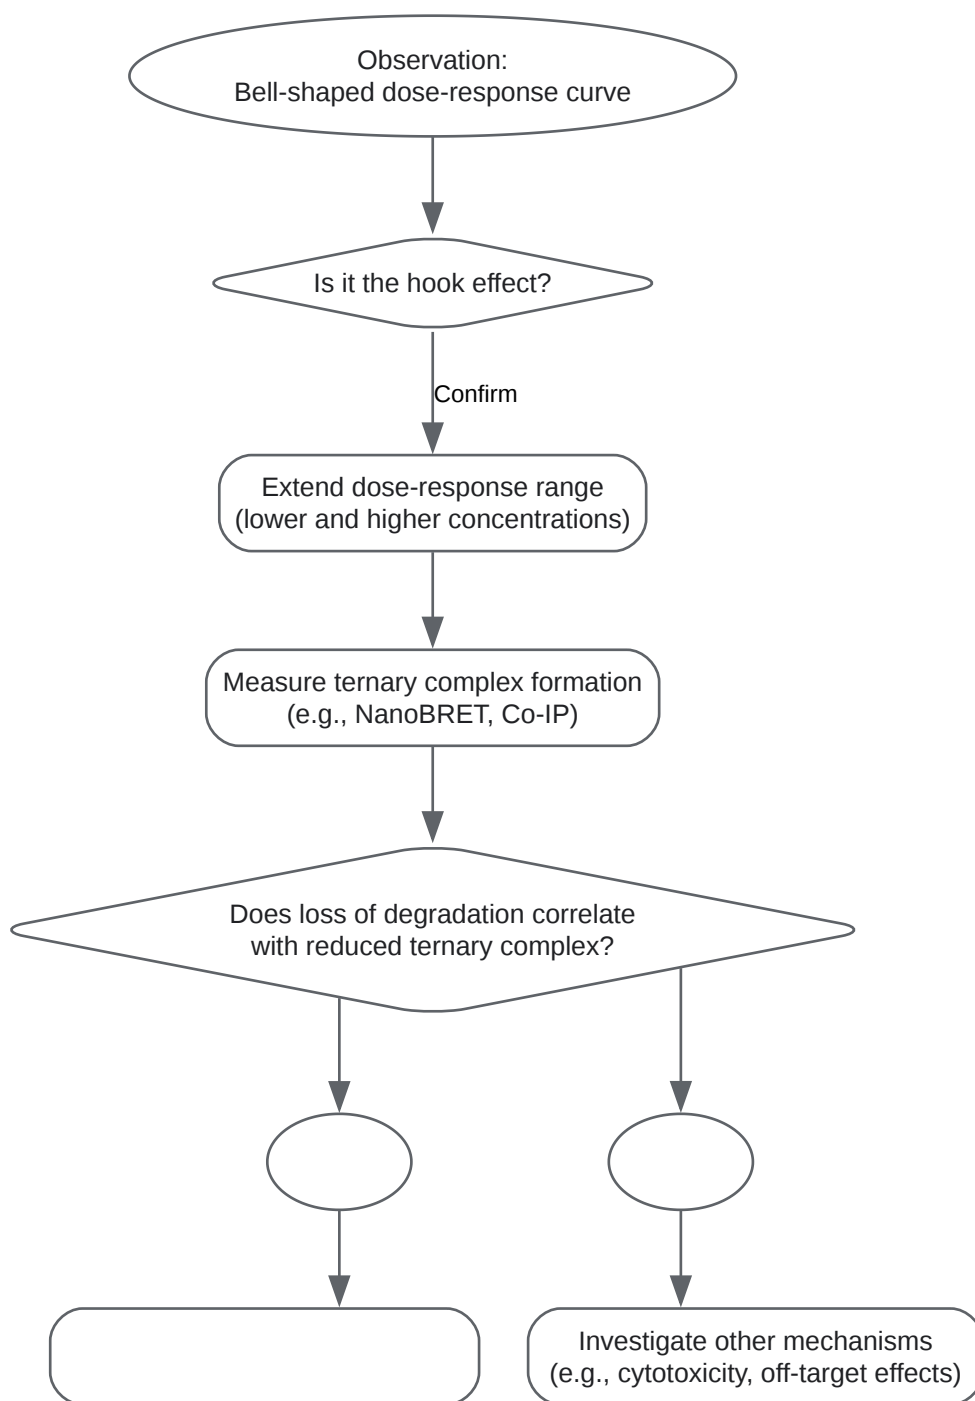 Observation:
Bell-shaped dose-response curve
Is it the hook effect?
Confirm
Extend dose-response range
(lower and higher concentrations)
Measure ternary complex formation
(e.g., NanoBRET, Co-IP)
Does loss of degradation correlate
with reduced ternary complex?
Investigate other mechanisms
(e.g., cytotoxicity, off-target effects)